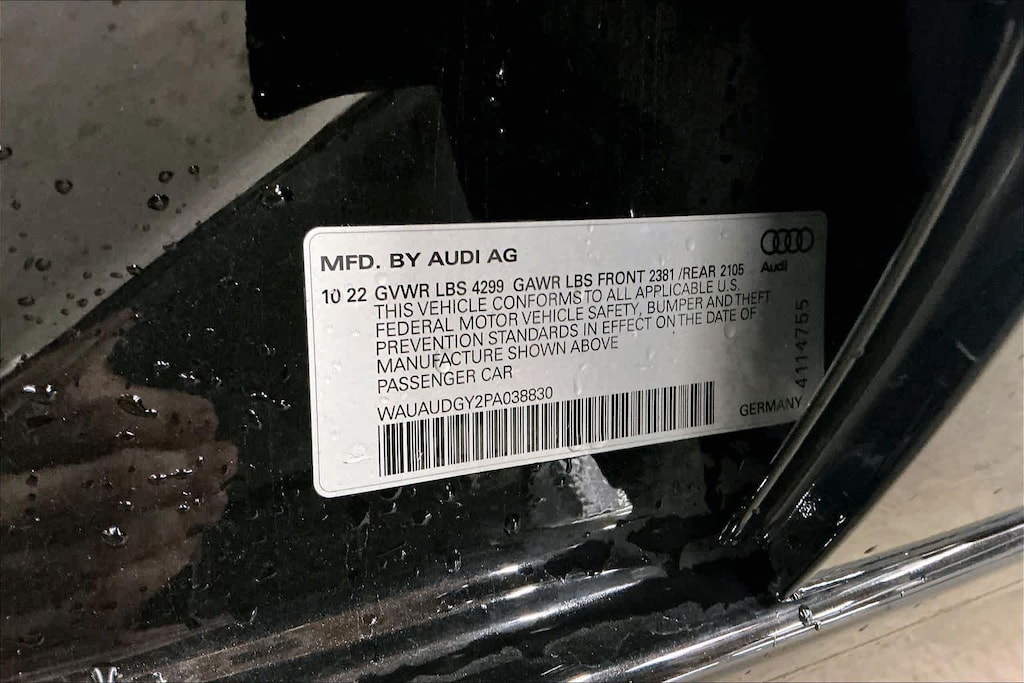 MFD. BY AUDI AG
Audi
10 22 GVWR LBS 4299 GAWR LBS FRONT 2381 /REAR 2105
THIS VEHICLE CONFORMS TO ALL APPLICABLE U.S.
FEDERAL MOTOR VEHICLE SAFETY, BUMPER AND THEFT
PREVENTION STANDARDS IN EFFECT ON THE DATE OF
MANUFACTURE SHOWN ABOVE
PASSENGER CAR
WAUAUDGY2PA038830
GERMANY
4114755